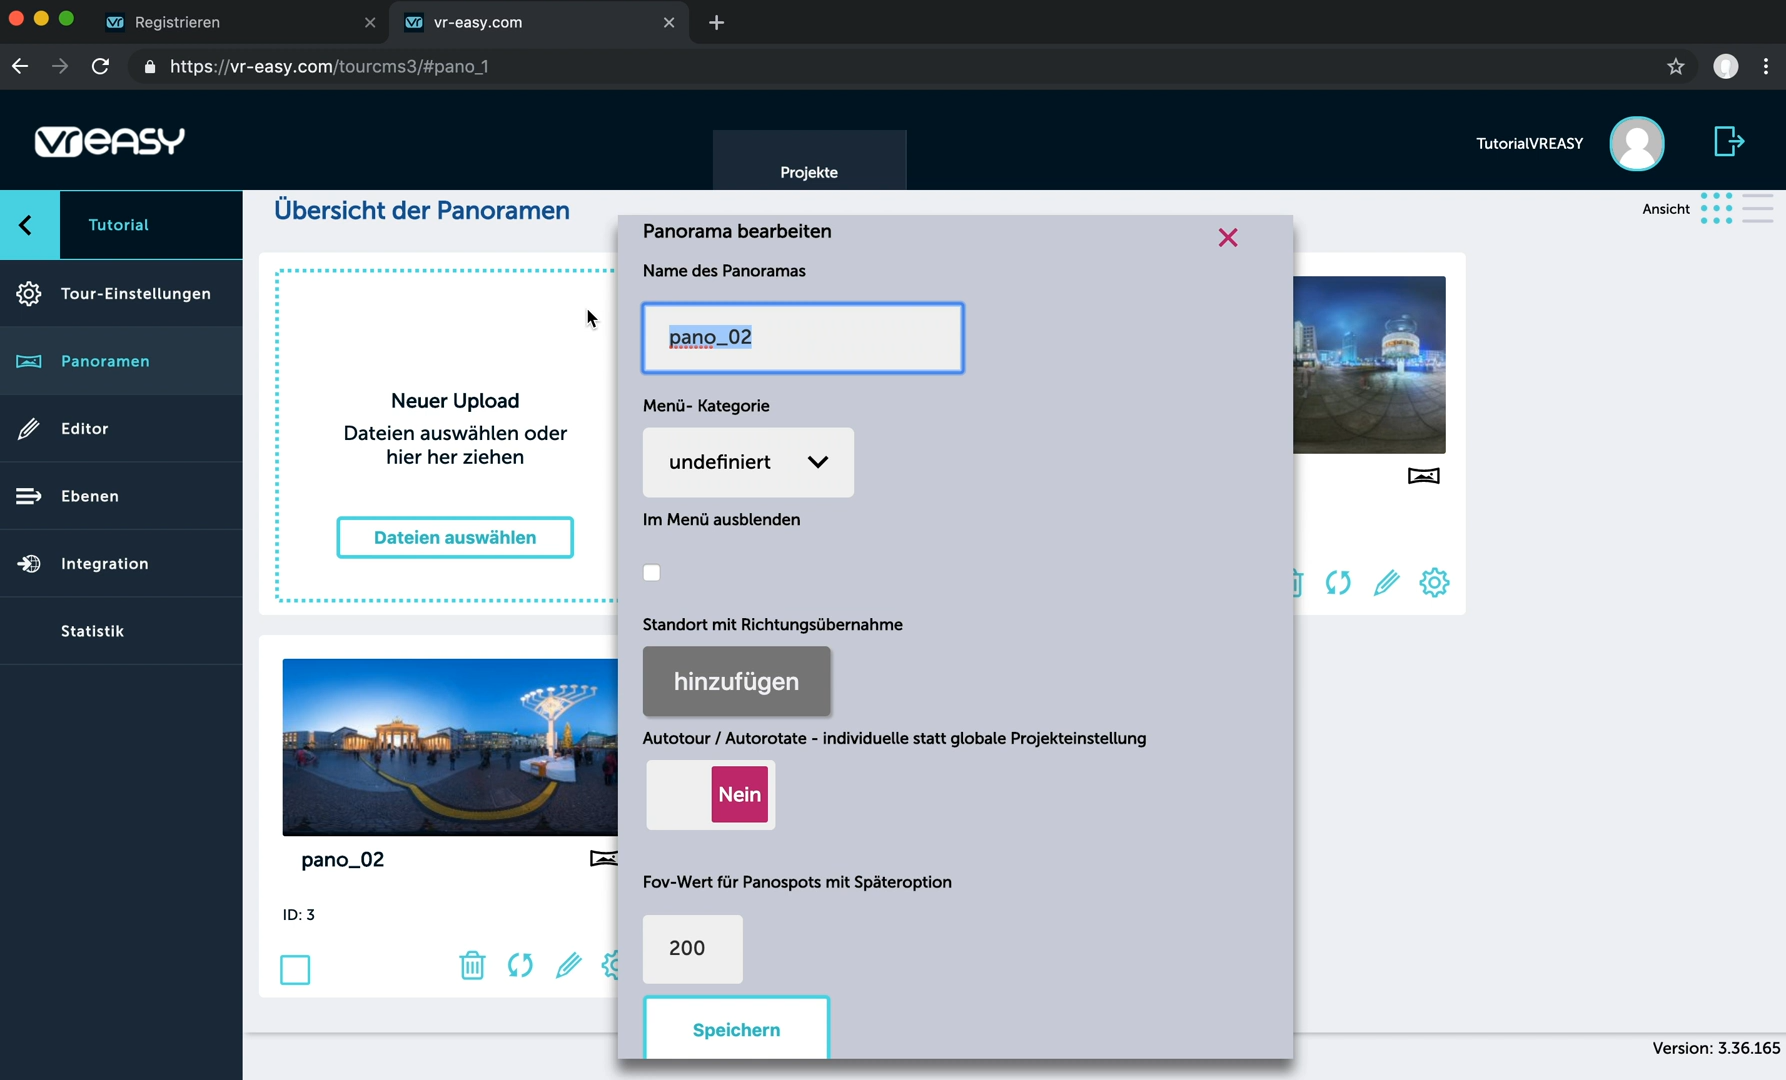 Registrieren
vr-easy.com
https://vr-easy.com/tourcms3/#pano_1
vreasy
Projekte
TutorialVREASY
Tutorial
Tour-Einstellungen
Panoramen
Editor
Ebenen
Integration
Statistik
Übersicht der Panoramen
Ansicht
Neuer Upload
Dateien auswählen oder
hier her ziehen
Dateien auswählen
pano_02
ID: 3
Panorama bearbeiten
Name des Panoramas
pano_02
Menü- Kategorie
undefiniert
Im Menü ausblenden
Standort mit Richtungsübernahme
hinzufügen
Autotour / Autorotate - individuelle statt globale Projekteinstellung
Nein
Fov-Wert für Panospots mit Späteroption
200
Speichern
Version: 3.36.165